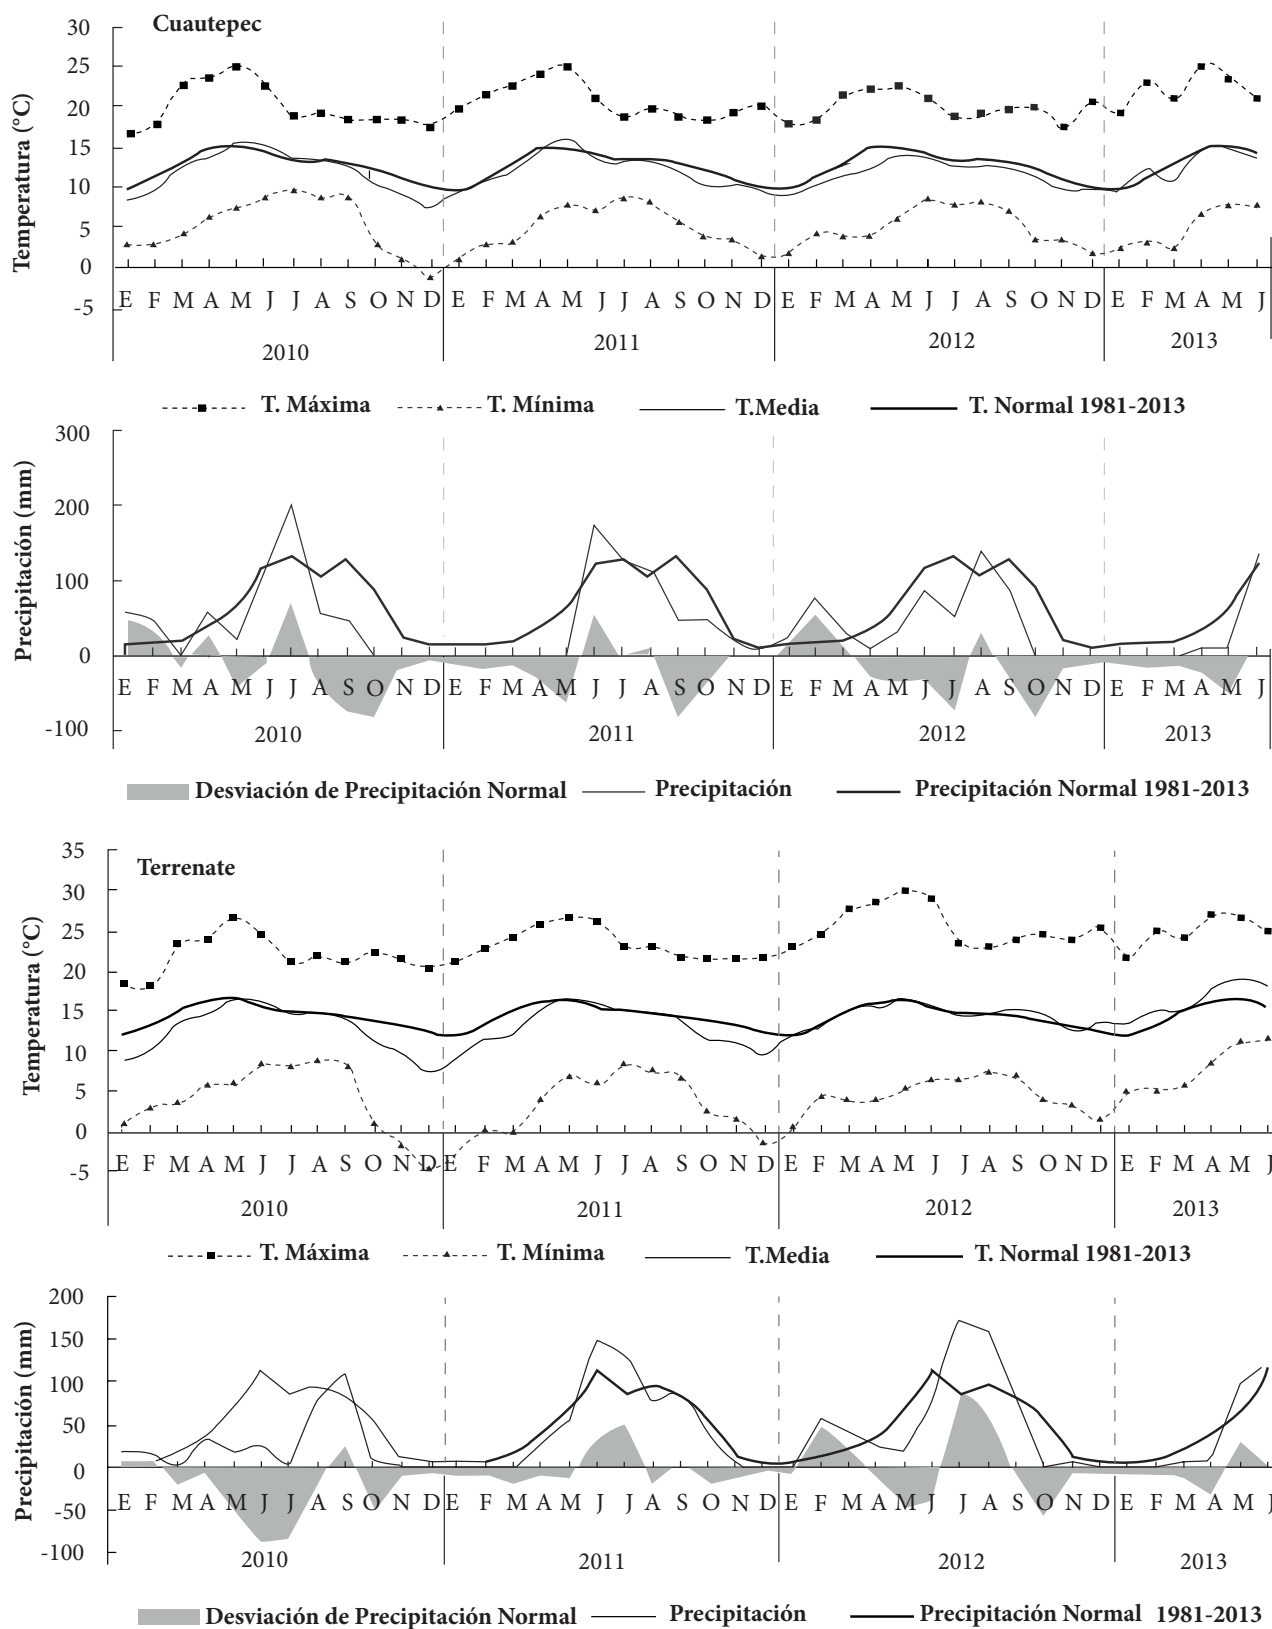 Cuautepec
Temperatura (°C)
30
25
20
15
10
5
0
-5
E F M A M J J A S O N D E F M A M J J A S O N D E F M A M J J A S O N D E F M A M J
2010 2011 2012 2013
T. Máxima T. Mínima T.Media T. Normal 1981-2013
Precipitación (mm)
300
200
100
0
-100
E F M A M J J A S O N D E F M A M J J A S O N D E F M A M J J A S O N D E F M A M J
2010 2011 2012 2013
Desviación de Precipitación Normal Precipitación Precipitación Normal 1981-2013
Terrenate
Temperatura (°C)
35
30
25
20
15
10
5
0
-5
E F M A M J J A S O N D E F M A M J J A S O N D E F M A M J J A S O N D E F M A M J
2010 2011 2012 2013
T. Máxima T. Mínima T.Media T. Normal 1981-2013
Precipitación (mm)
200
150
100
50
0
-50
-100
E F M A M J J A S O N D E F M A M J J A S O N D E F M A M J J A S O N D E F M A M J
2010 2011 2012 2013
Desviación de Precipitación Normal Precipitación Precipitación Normal 1981-2013